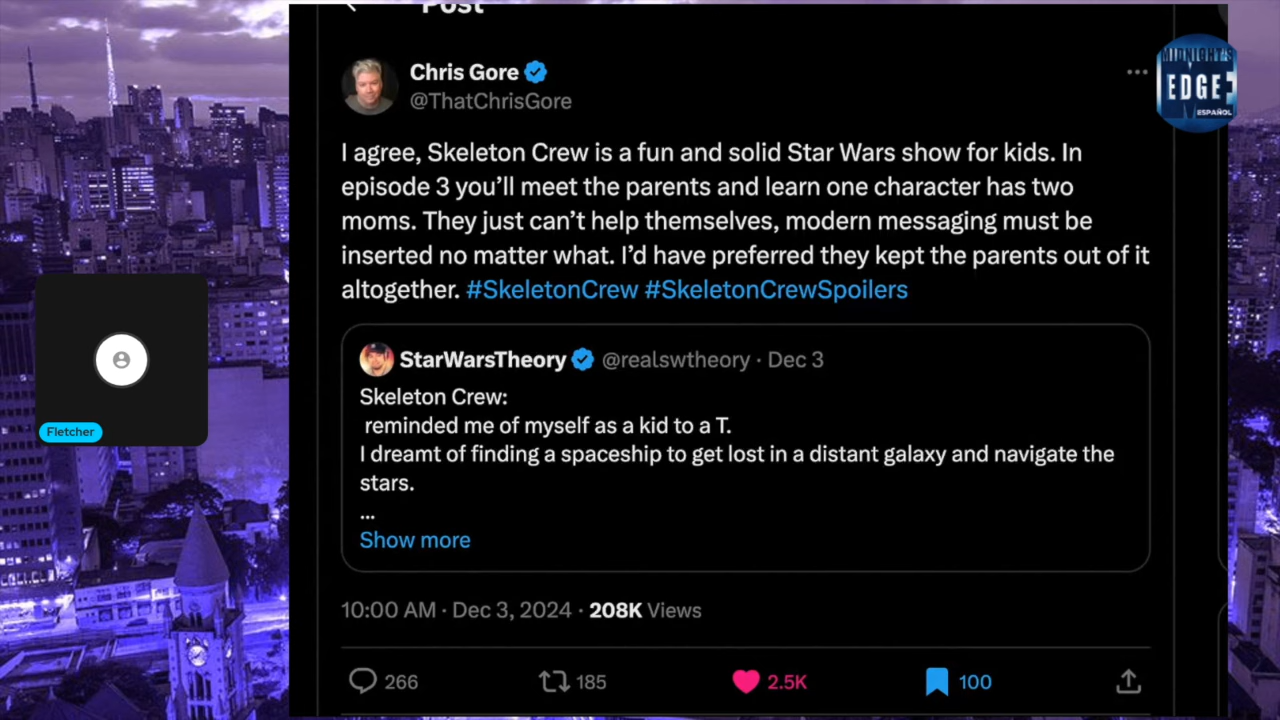 Post
Chris Gore
@ThatChrisGore
MIDNIGHT'S
EDGE
ESPAÑOL
I agree, Skeleton Crew is a fun and solid Star Wars show for kids. In
episode 3 you’ll meet the parents and learn one character has two
moms. They just can’t help themselves, modern messaging must be
inserted no matter what. I’d have preferred they kept the parents out of it
altogether. #SkeletonCrew #SkeletonCrewSpoilers
StarWarsTheory @realswtheory · Dec 3
Skeleton Crew:
reminded me of myself as a kid to a T.
I dreamt of finding a spaceship to get lost in a distant galaxy and navigate the
stars.
...
Show more
Fletcher
10:00 AM · Dec 3, 2024 · 208K Views
266 185 2.5K 100